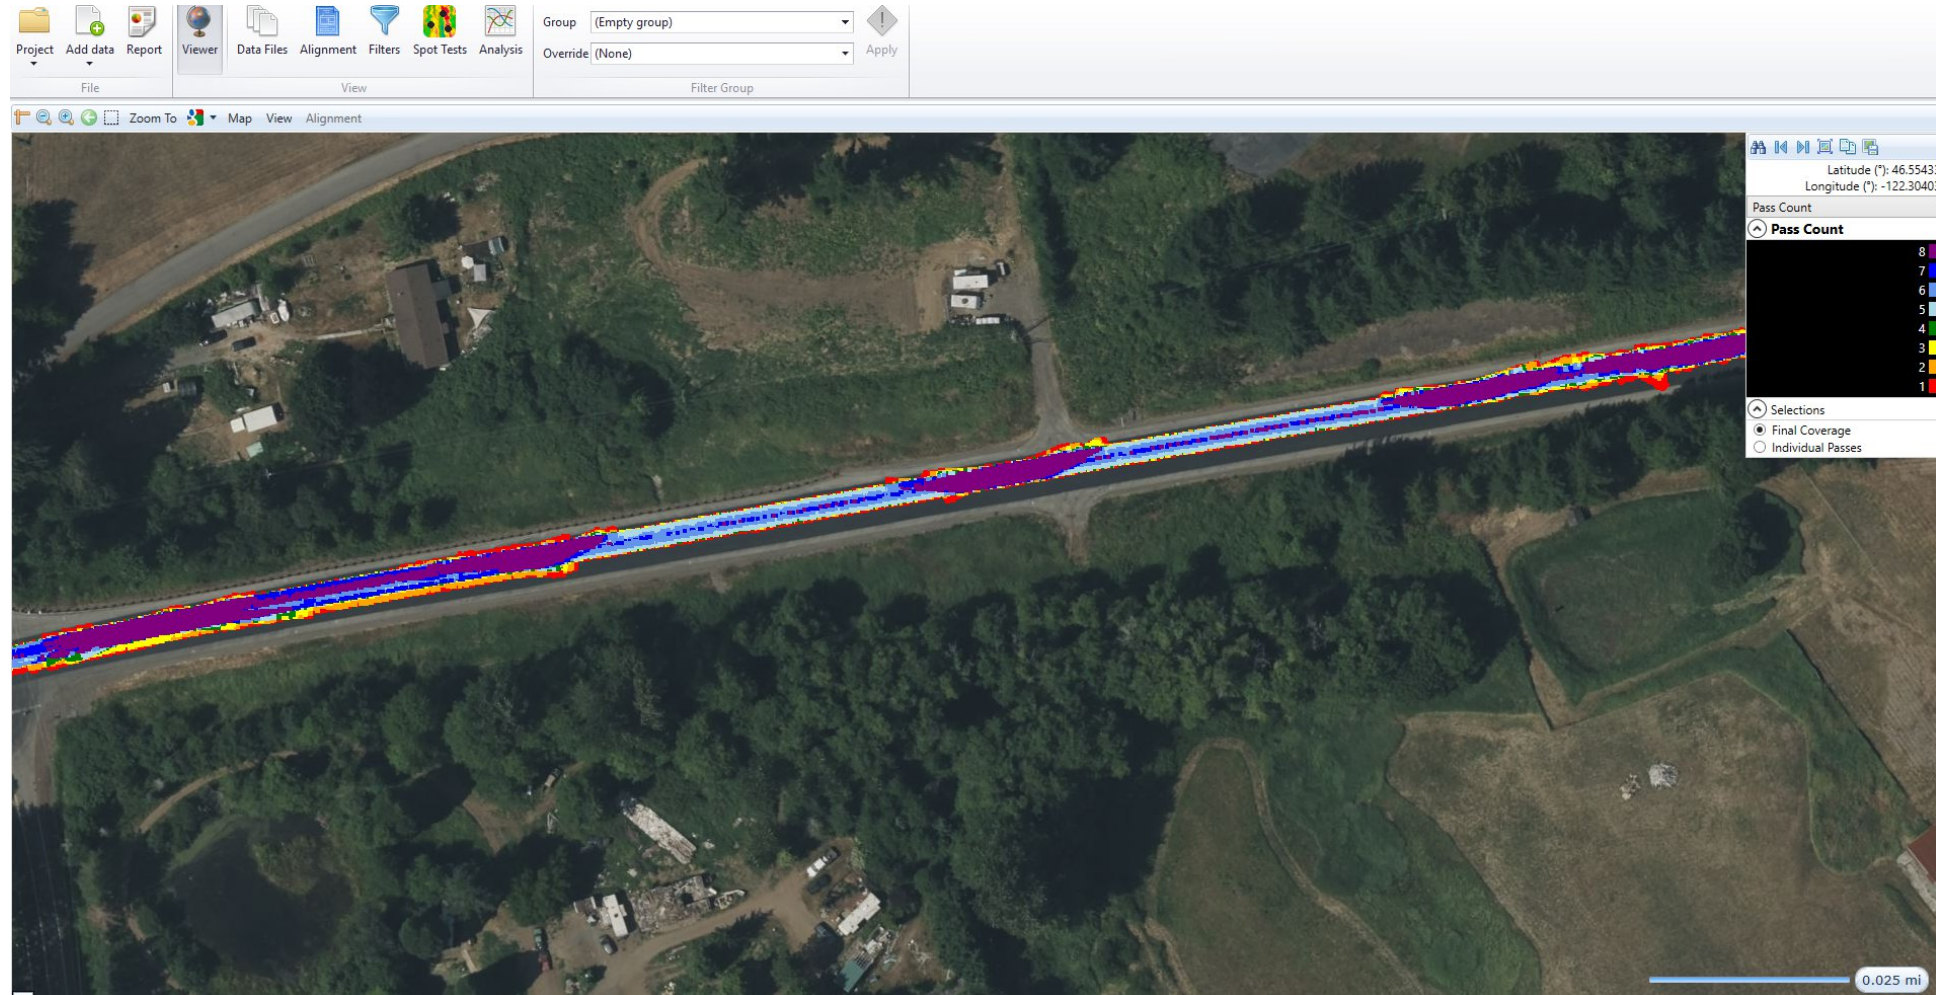 Project
Add data
Report
Viewer
Data Files
Alignment
Filters
Spot Tests
Analysis
Group (Empty group)
Override (None)
Apply
File
View
Filter Group
Zoom To Map View Alignment
Latitude (°): 46.55433
Longitude (°): -122.30403
Pass Count
Pass Count
8
7
6
5
4
3
2
1
Selections
Final Coverage
Individual Passes
0.025 mi